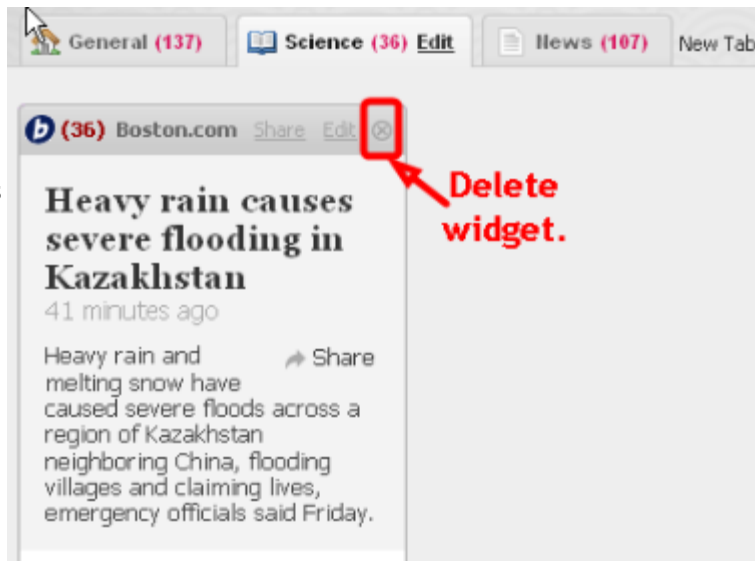 General (137) Science (36) Edit News (107) New Tab
b (36) Boston.com Share Edit
Delete
widget.
Heavy rain causes
severe flooding in
Kazakhstan
41 minutes ago
Heavy rain and Share
melting snow have
caused severe floods across a
region of Kazakhstan
neighboring China, flooding
villages and claiming lives,
emergency officials said Friday.